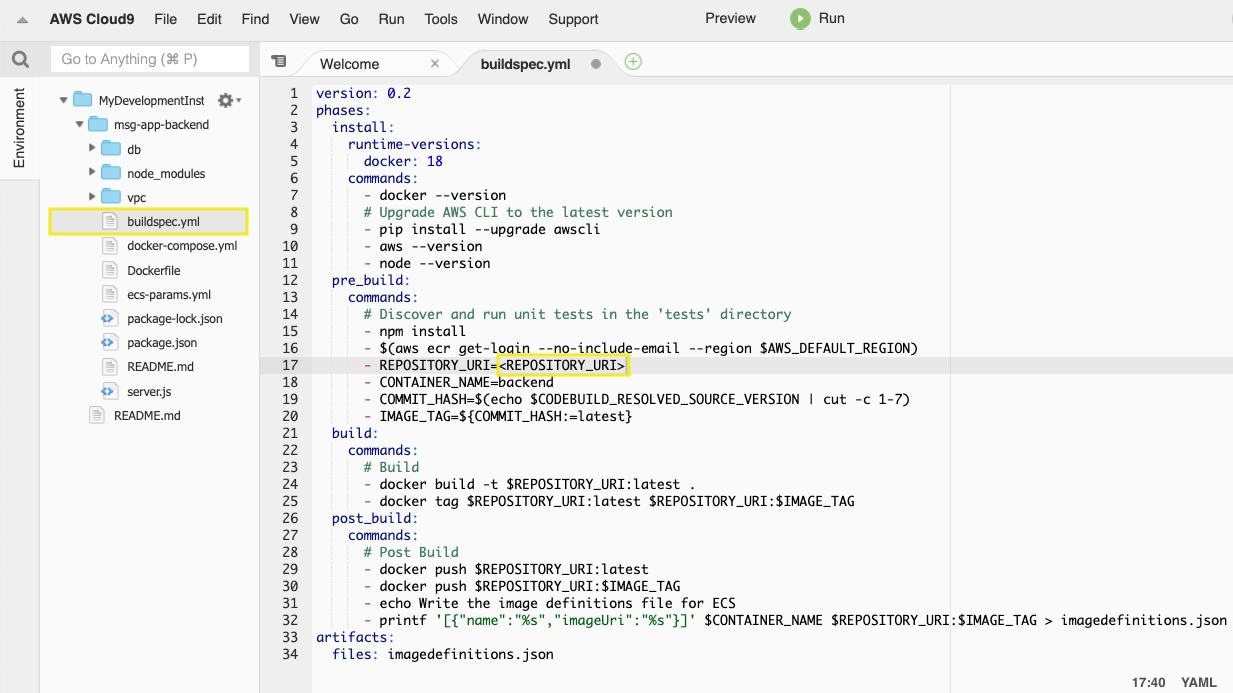 AWS Cloud9 File Edit Find View Go Run Tools Window Support Preview Run
Go to Anything (⌘ P)
Welcome × buildspec.yml
Environment
MyDevelopmentInst
msg-app-backend
db
node_modules
vpc
buildspec.yml
docker-compose.yml
Dockerfile
ecs-params.yml
package-lock.json
package.json
README.md
server.js
README.md
1 version: 0.2
2 phases:
3   install:
4     runtime-versions:
5       docker: 18
6     commands:
7       - docker --version
8       # Upgrade AWS CLI to the latest version
9       - pip install --upgrade awscli
10       - aws --version
11       - node --version
12   pre_build:
13     commands:
14       # Discover and run unit tests in the 'tests' directory
15       - npm install
16       - $(aws ecr get-login --no-include-email --region $AWS_DEFAULT_REGION)
17       - REPOSITORY_URI=<REPOSITORY_URI>
18       - CONTAINER_NAME=backend
19       - COMMIT_HASH=$(echo $CODEBUILD_RESOLVED_SOURCE_VERSION | cut -c 1-7)
20       - IMAGE_TAG=${COMMIT_HASH:=latest}
21   build:
22     commands:
23       # Build
24       - docker build -t $REPOSITORY_URI:latest .
25       - docker tag $REPOSITORY_URI:latest $REPOSITORY_URI:$IMAGE_TAG
26   post_build:
27     commands:
28       # Post Build
29       - docker push $REPOSITORY_URI:latest
30       - docker push $REPOSITORY_URI:$IMAGE_TAG
31       - echo Write the image definitions file for ECS
32       - printf '[{"name":"%s","imageUri":"%s"}]' $CONTAINER_NAME $REPOSITORY_URI:$IMAGE_TAG > imagedefinitions.json
33 artifacts:
34   files: imagedefinitions.json
17:40 YAML